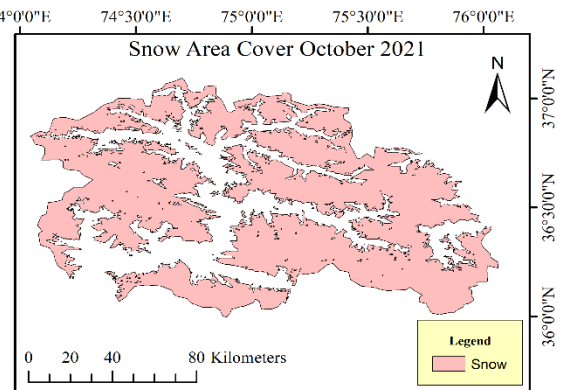 4°0'0"E 74°30'0"E 75°0'0"E 75°30'0"E 76°0'0"E
Snow Area Cover October 2021
N
37°0'0"N
36°30'0"N
36°0'0"N
0 20 40 80 Kilometers
Legend
Snow